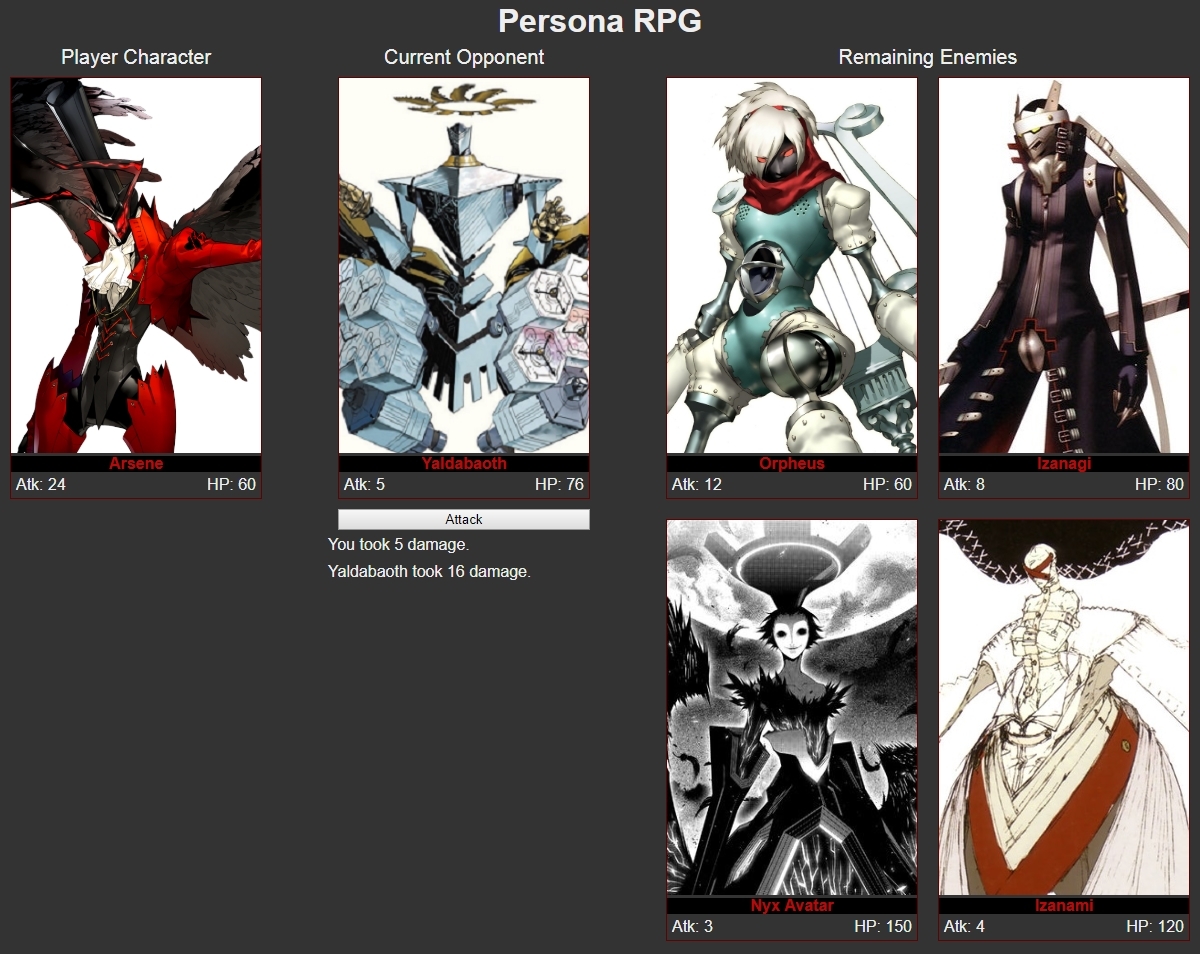 Persona RPG
Player Character
Current Opponent
Remaining Enemies
Arsene
Atk: 24 HP: 60
Yaldabaoth
Atk: 5 HP: 76
Orpheus
Atk: 12 HP: 60
Izanagi
Atk: 8 HP: 80
Attack
You took 5 damage.
Yaldabaoth took 16 damage.
Nyx Avatar
Atk: 3 HP: 150
Izanami
Atk: 4 HP: 120